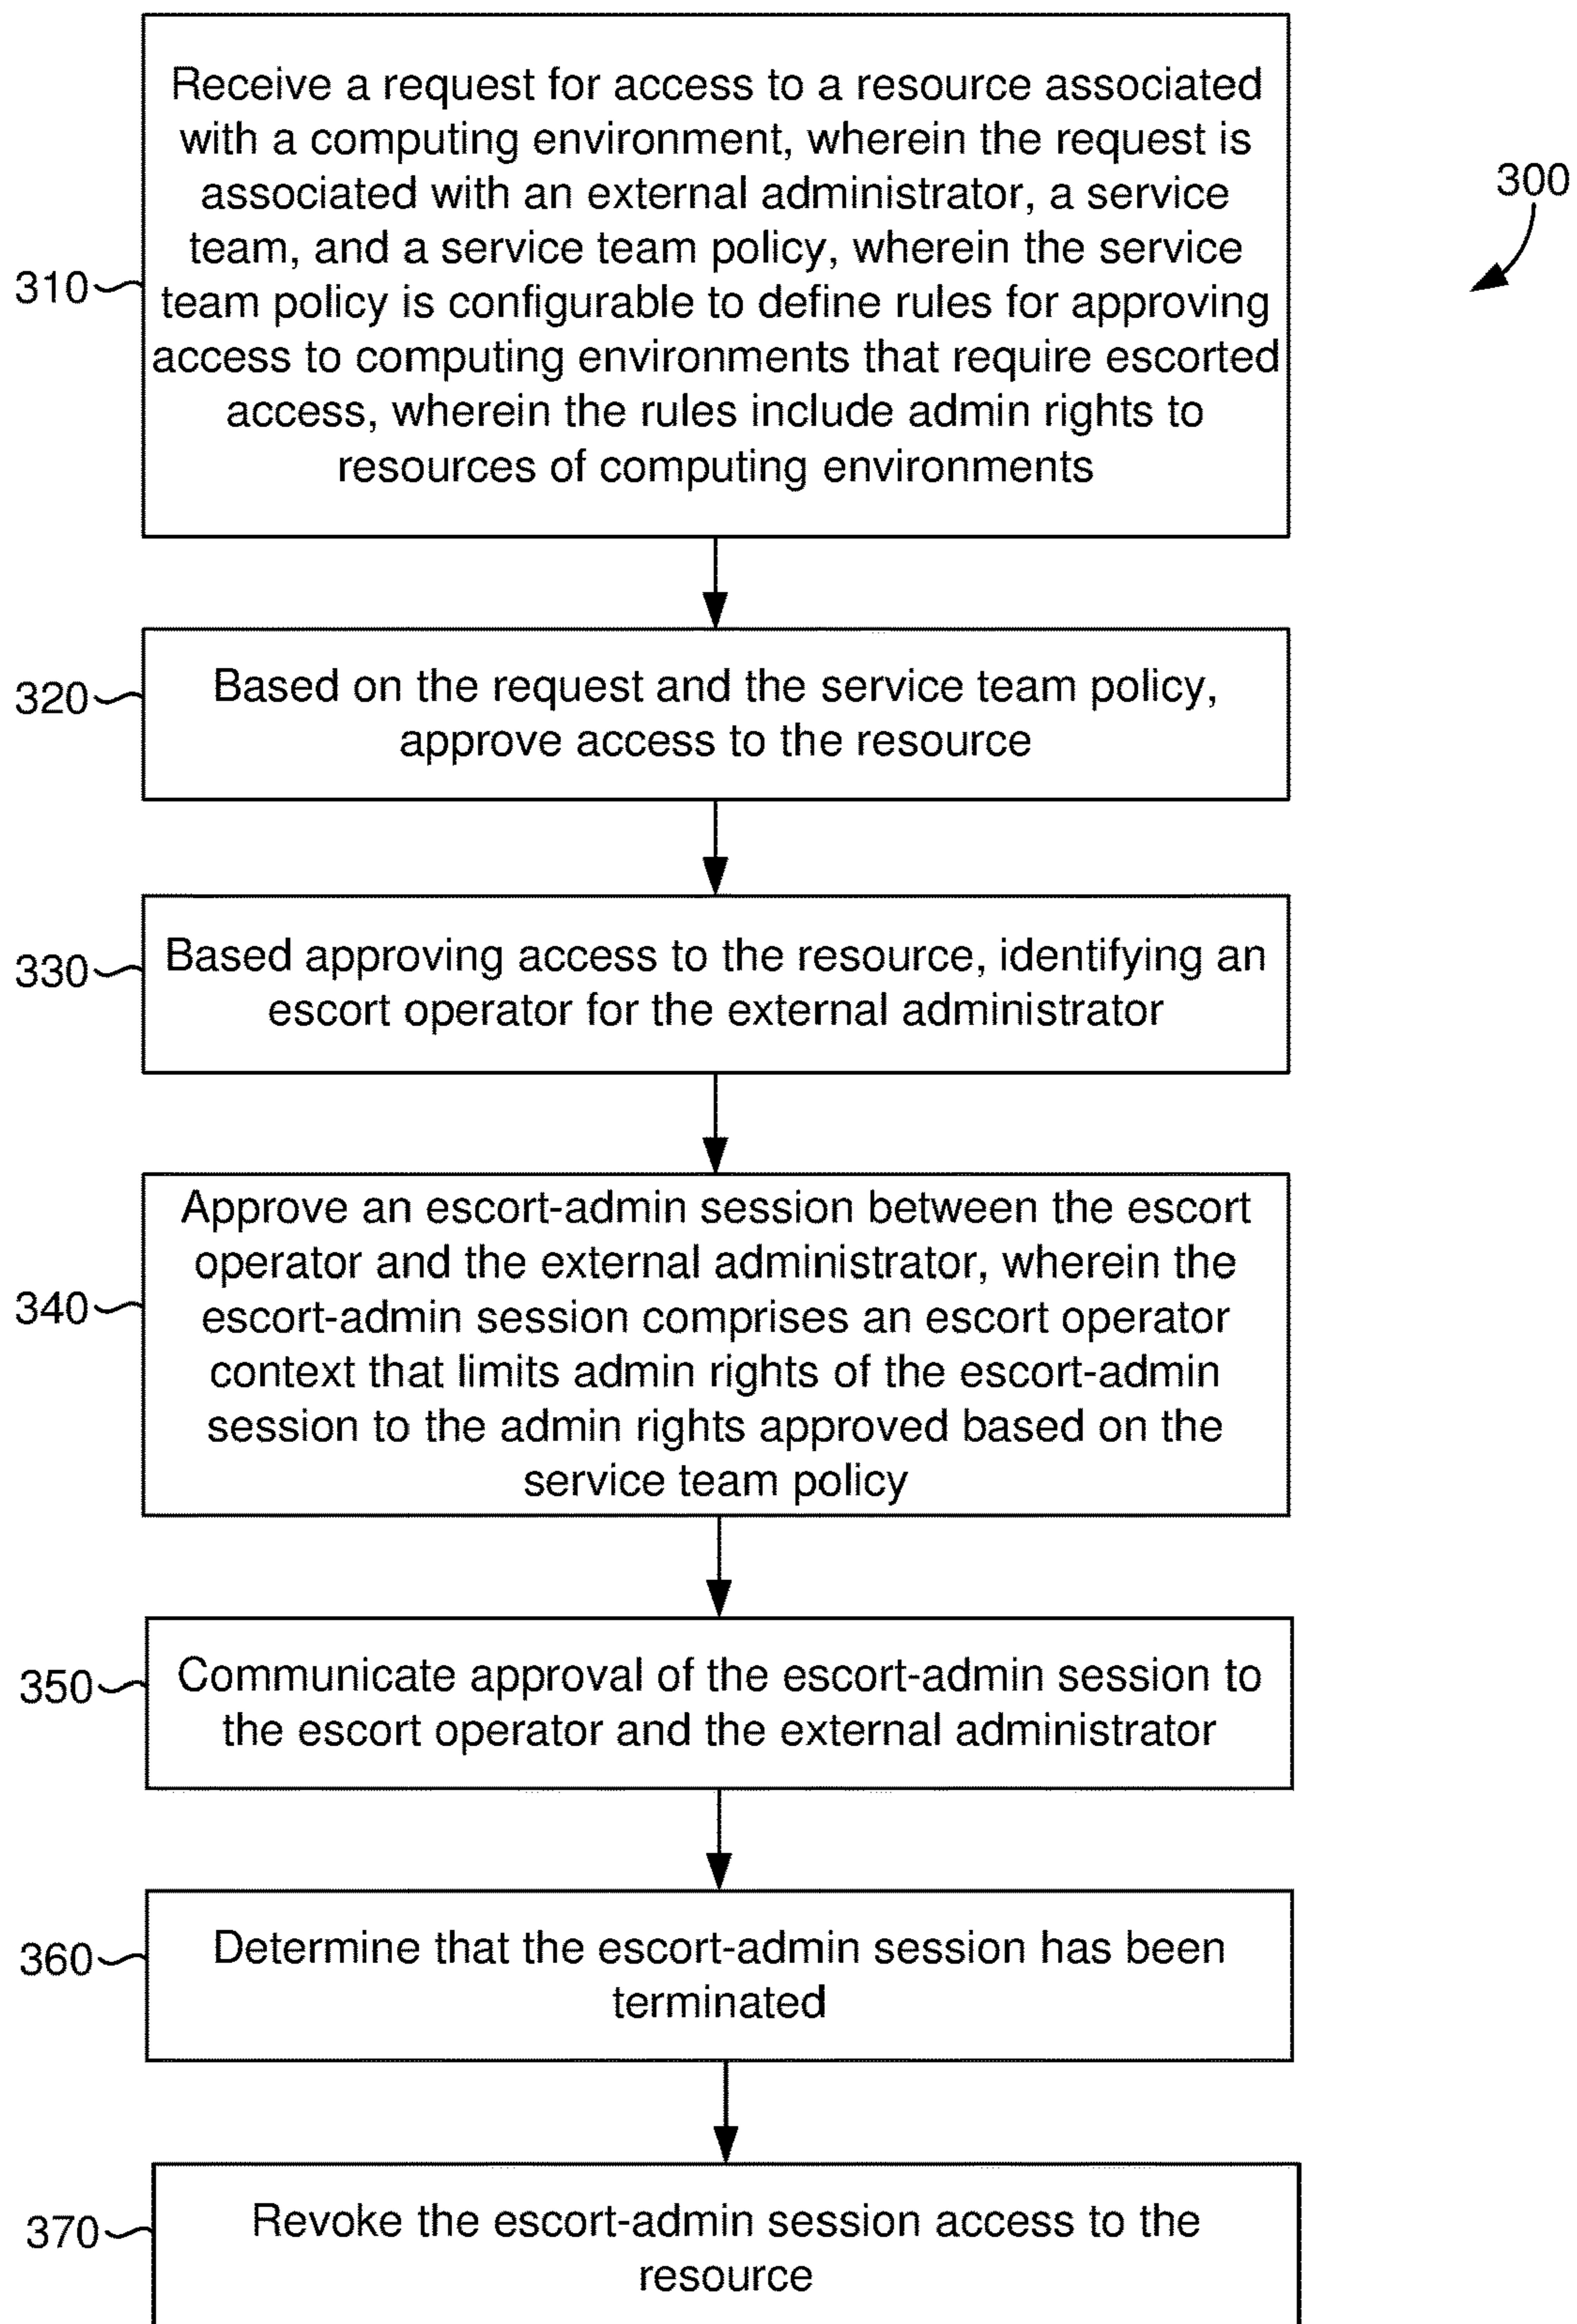 Receive a request for access to a resource associated
with a computing environment, wherein the request is
associated with an external administrator, a service
team, and a service team policy, wherein the service
team policy is configurable to define rules for approving
access to computing environments that require escorted
access, wherein the rules include admin rights to
resources of computing environments
310
300
320
Based on the request and the service team policy,
approve access to the resource
330
Based approving access to the resource, identifying an
escort operator for the external administrator
340
Approve an escort-admin session between the escort
operator and the external administrator, wherein the
escort-admin session comprises an escort operator
context that limits admin rights of the escort-admin
session to the admin rights approved based on the
service team policy
350
Communicate approval of the escort-admin session to
the escort operator and the external administrator
360
Determine that the escort-admin session has been
terminated
370
Revoke the escort-admin session access to the
resource